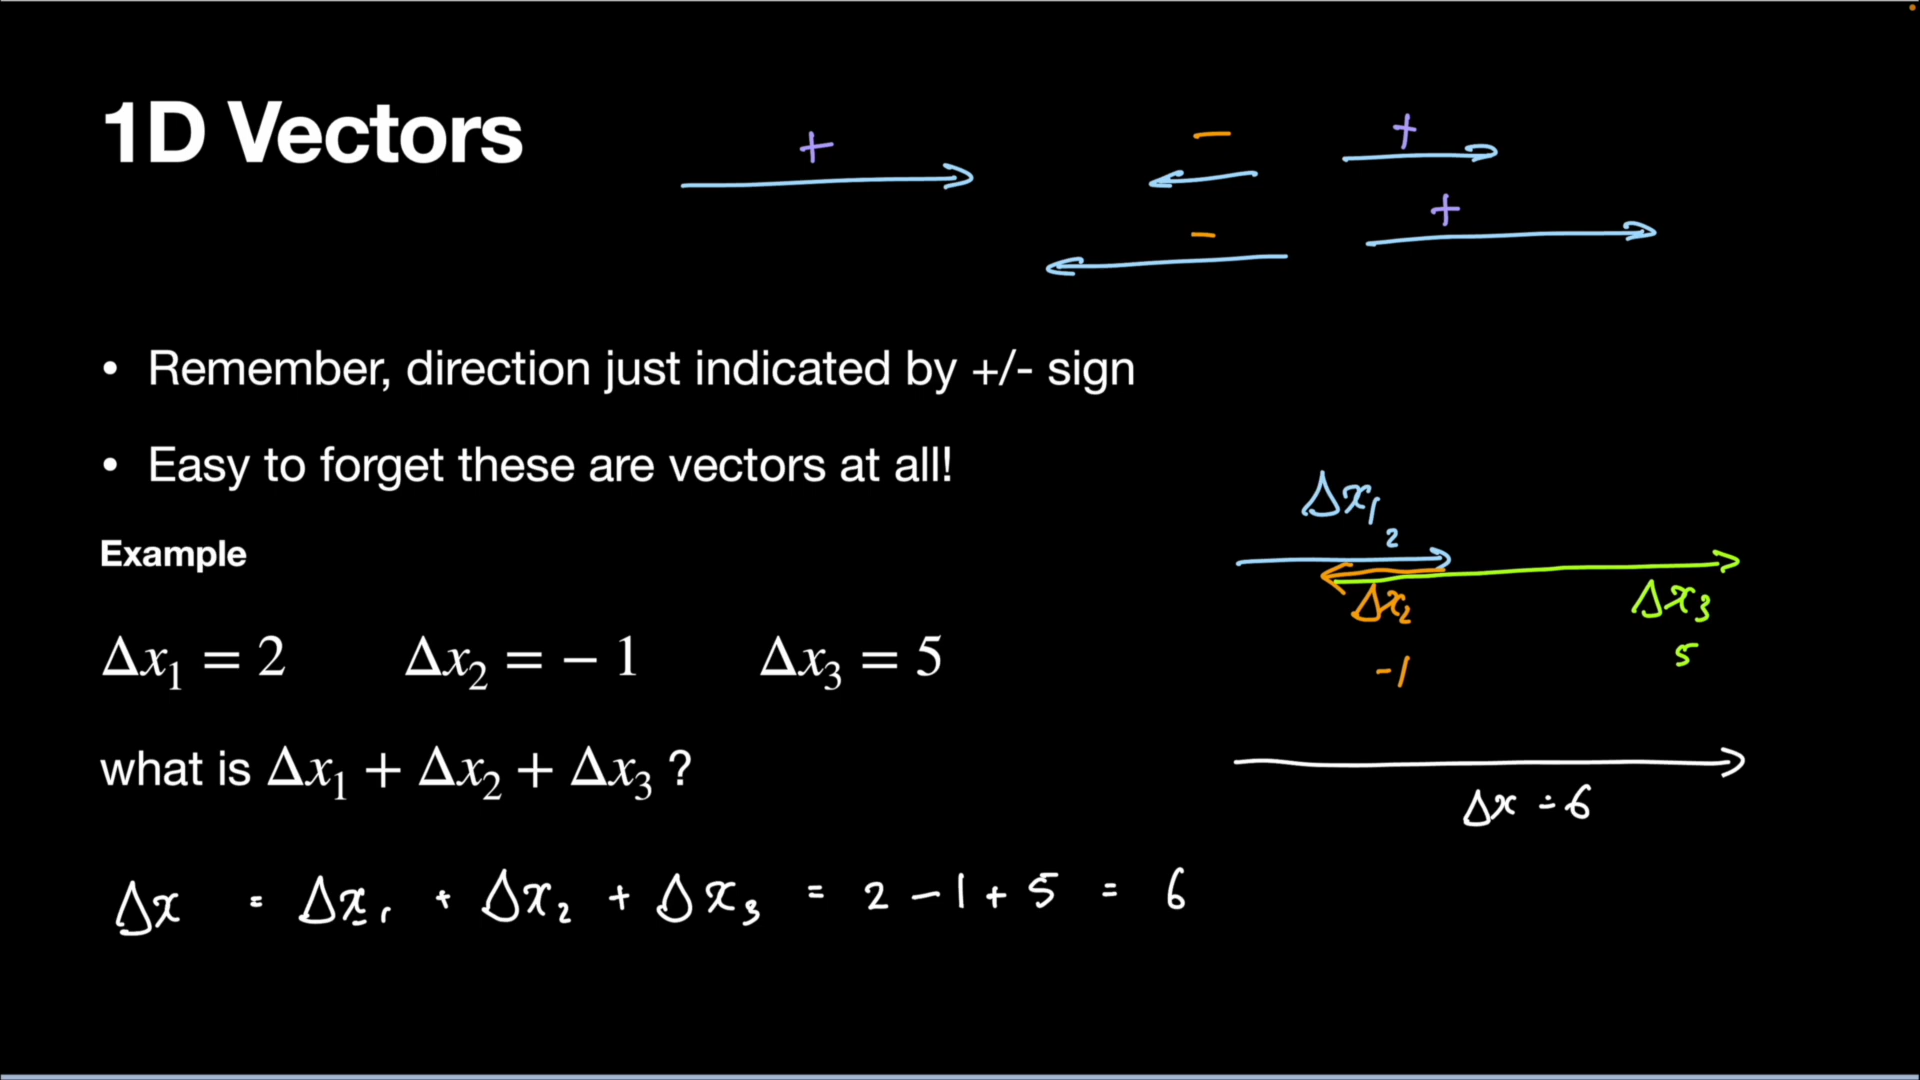 1D Vectors
+ − +
− +
• Remember, direction just indicated by +/- sign
• Easy to forget these are vectors at all!
Example
Δx₁ = 2 Δx₂ = − 1 Δx₃ = 5
what is Δx₁ + Δx₂ + Δx₃ ?
Δx = Δx₁ + Δx₂ + Δx₃ = 2 − 1 + 5 = 6
Δx₁
2
Δx₂ Δx₃
-1 5
Δx = 6